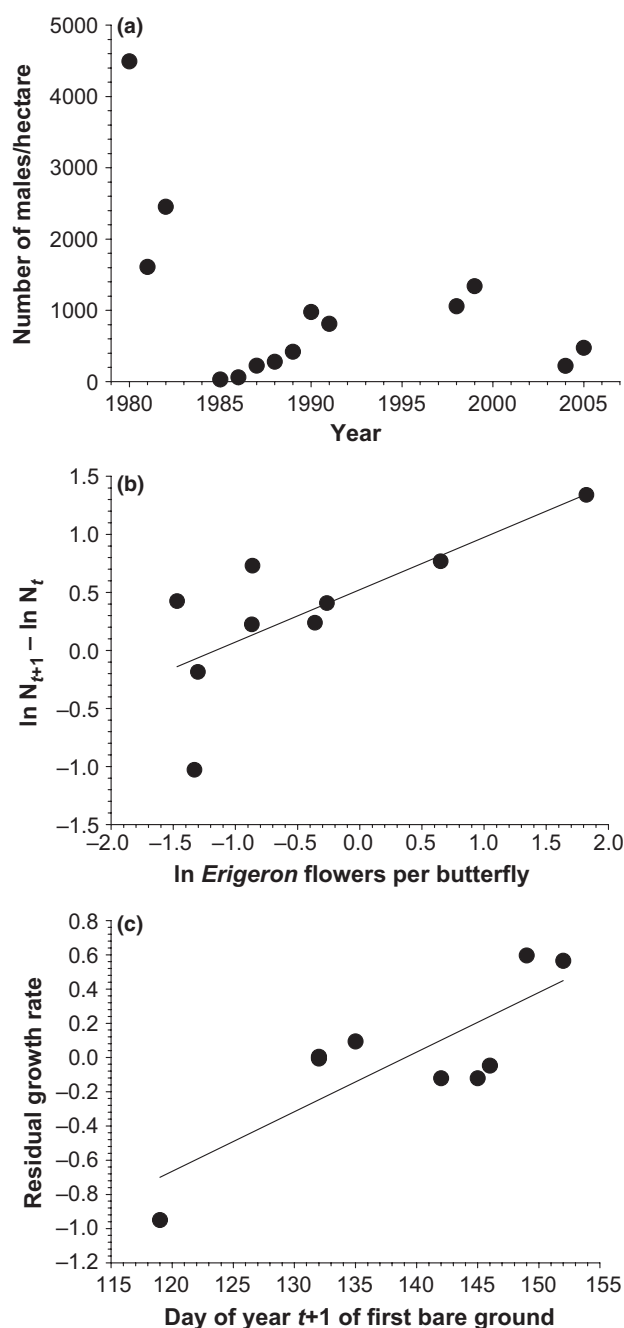 (a)
5000
4000
3000
2000
1000
0
Number of males/hectare
1980 1985 1990 1995 2000 2005
Year
(b)
1.5
1.0
0.5
0.0
−0.5
−1.0
−1.5
ln N_{t+1} − ln N_t
−2.0 −1.5 −1.0 −0.5 0.0 0.5 1.0 1.5 2.0
ln Erigeron flowers per butterfly
(c)
0.8
0.6
0.4
0.2
0.0
−0.2
−0.4
−0.6
−0.8
−1.0
−1.2
Residual growth rate
115 120 125 130 135 140 145 150 155
Day of year t+1 of first bare ground